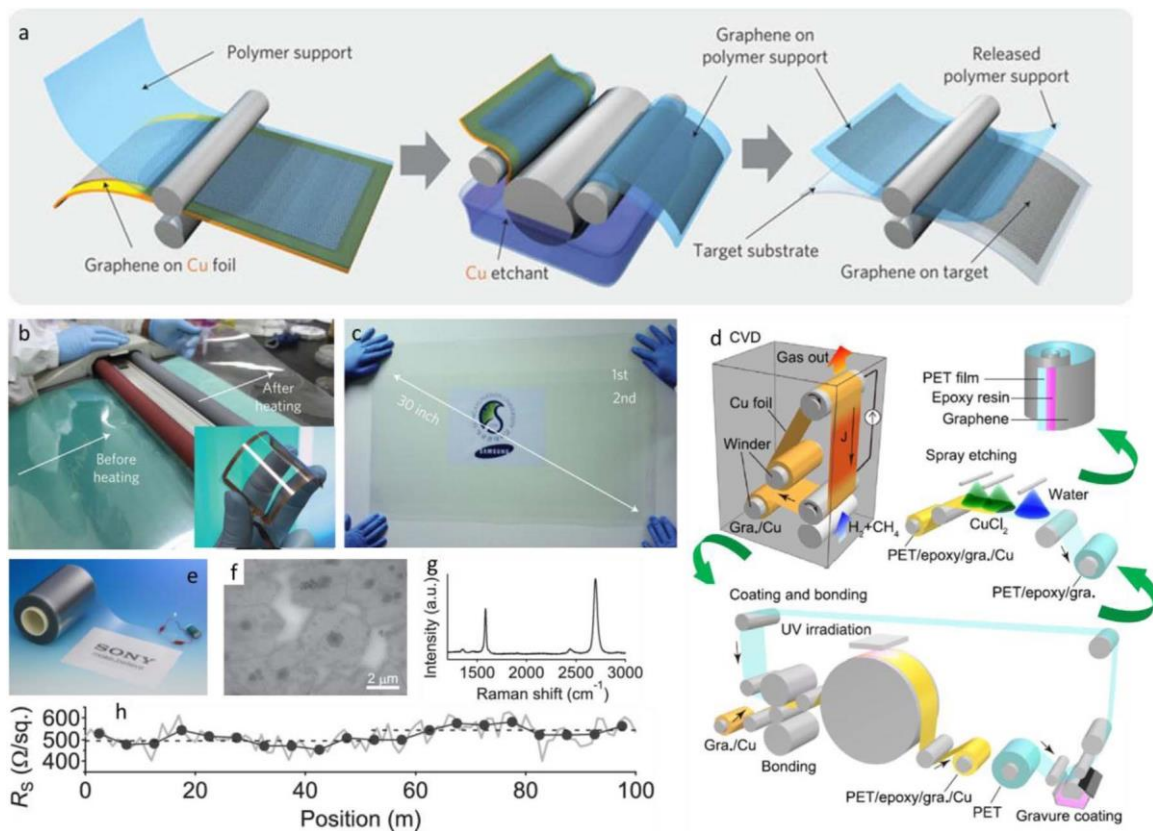 a
Polymer support
Graphene on Cu foil
Graphene on
polymer support
Cu etchant
Released
polymer support
Target substrate
Graphene on target
b
After
heating
Before
heating
c
1st
2nd
30 inch
SAMSUNG
d
CVD
Gas out
Cu foil
J
Winder
Gra./Cu
H2+CH4
PET film
Epoxy resin
Graphene
Spray etching
Water
CuCl2
PET/epoxy/gra./Cu
PET/epoxy/gra.
Coating and bonding
UV irradiation
Gra./Cu
Bonding
PET/epoxy/gra./Cu
PET
Gravure coating
e
SONY
f
2 μm
g
Intensity (a.u.)
1500 2000 2500 3000
Raman shift (cm-1)
h
RS (Ω/sq.)
600
500
400
0 20 40 60 80 100
Position (m)